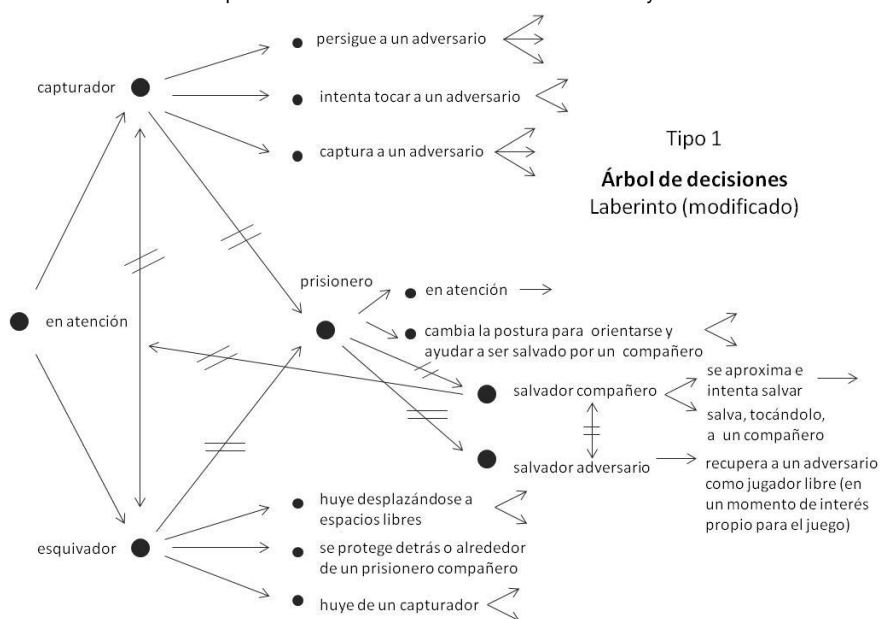 persigue a un adversario
capturador
intenta tocar a un adversario
captura a un adversario
Tipo 1
Árbol de decisiones
Laberinto (modificado)
prisionero
en atención
en atención
cambia la postura para orientarse y
ayudar a ser salvado por un compañero
se aproxima e
intenta salvar
salvador compañero
salva, tocándolo,
a un compañero
salvador adversario
recupera a un adversario
como jugador libre (en
un momento de interés
propio para el juego)
huye desplazándose a
espacios libres
esquivador
se protege detrás o alrededor
de un prisionero compañero
huye de un capturador